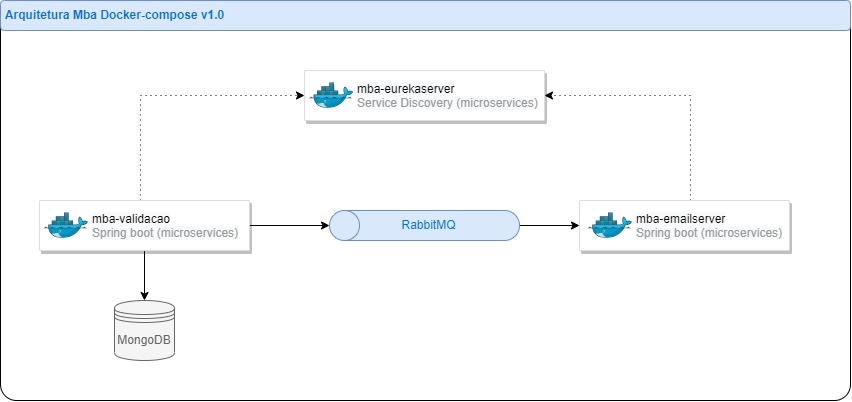 Arquitetura Mba Docker-compose v1.0
mba-eurekaserver
Service Discovery (microservices)
mba-validacao
Spring boot (microservices)
RabbitMQ
mba-emailserver
Spring boot (microservices)
MongoDB